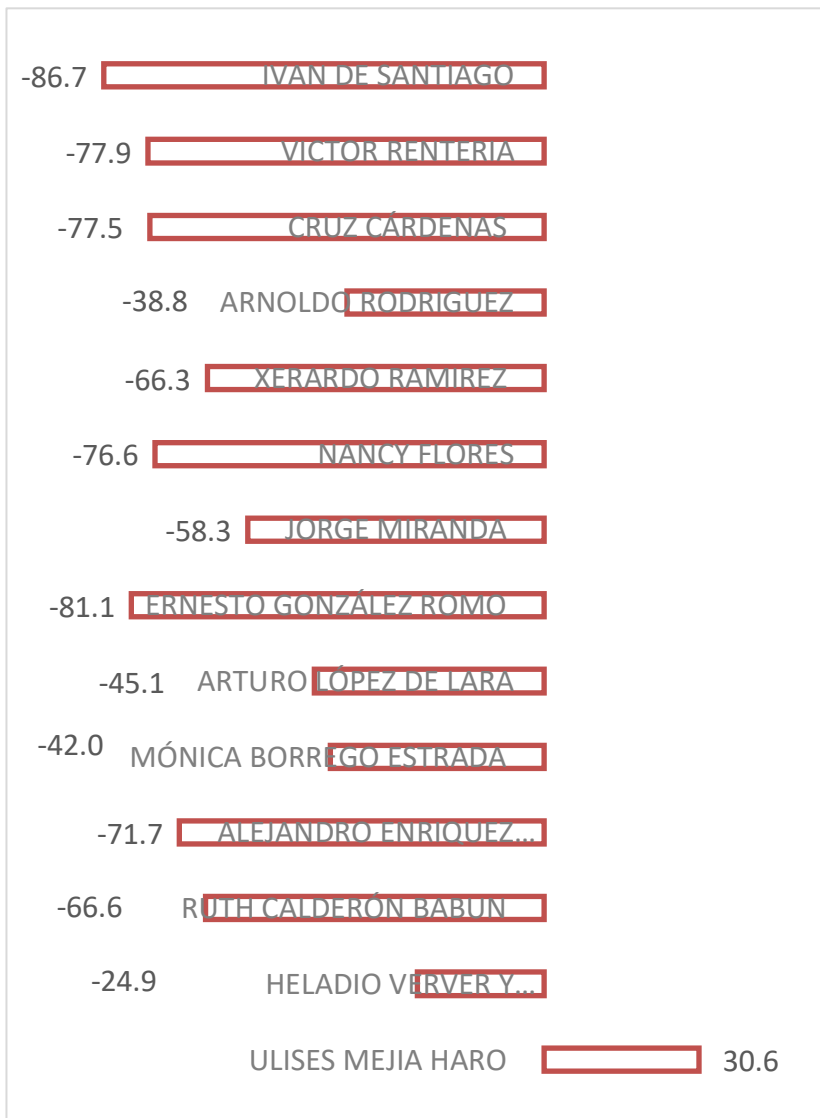 -86.7 IVAN DE SANTIAGO
-77.9 VICTOR RENTERIA
-77.5 CRUZ CÁRDENAS
-38.8 ARNOLDO RODRIGUEZ
-66.3 XERARDO RAMIREZ
-76.6 NANCY FLORES
-58.3 JORGE MIRANDA
-81.1 ERNESTO GONZÁLEZ ROMO
-45.1 ARTURO LÓPEZ DE LARA
-42.0 MÓNICA BORREGO ESTRADA
-71.7 ALEJANDRO ENRIQUEZ...
-66.6 RUTH CALDERÓN BABUN
-24.9 HELADIO VERVER Y...
ULISES MEJIA HARO 30.6